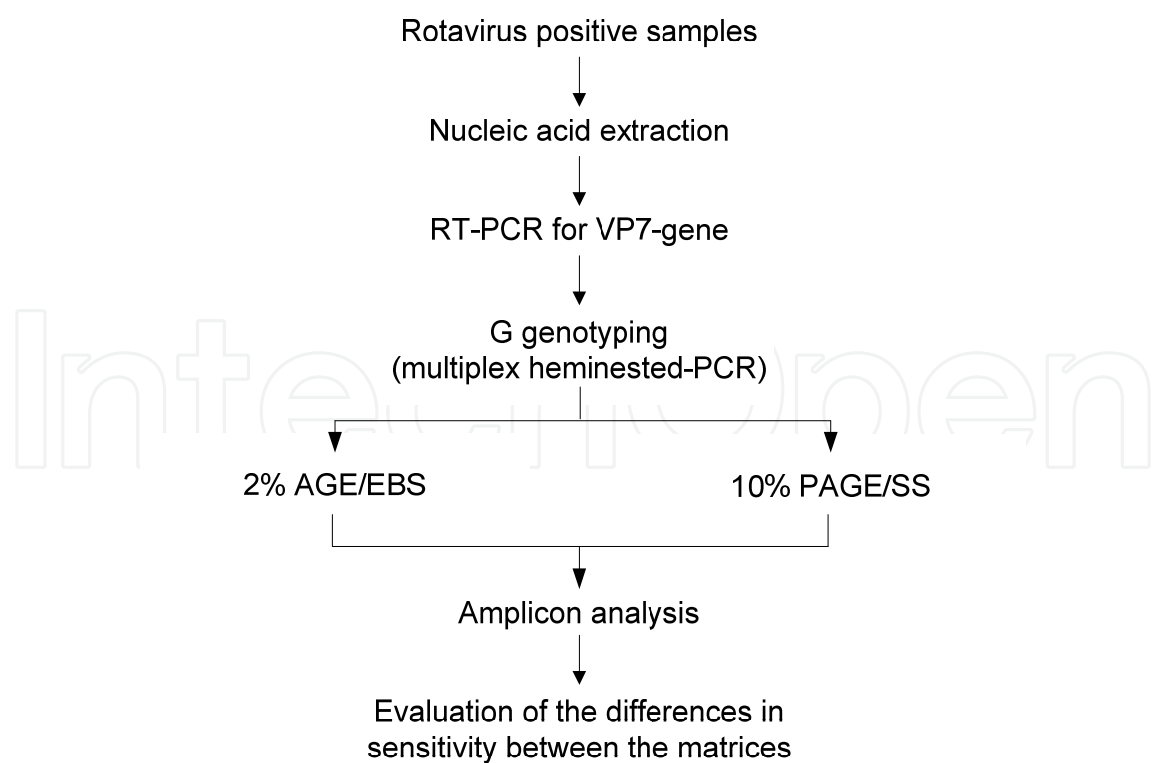 Rotavirus positive samples
Nucleic acid extraction
RT-PCR for VP7-gene
G genotyping
(multiplex heminested-PCR)
IntechOpen
2% AGE/EBS
10% PAGE/SS
Amplicon analysis
Evaluation of the differences in
sensitivity between the matrices